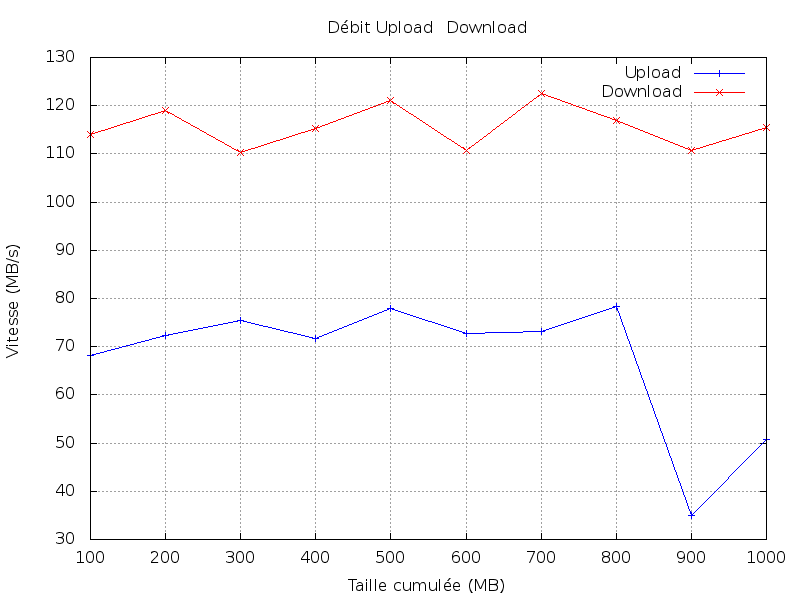 Débit Upload  Download
130
120
110
100
90
80
70
60
50
40
30
Vitesse (MB/s)
Upload
Download
100 200 300 400 500 600 700 800 900 1000
Taille cumulée (MB)